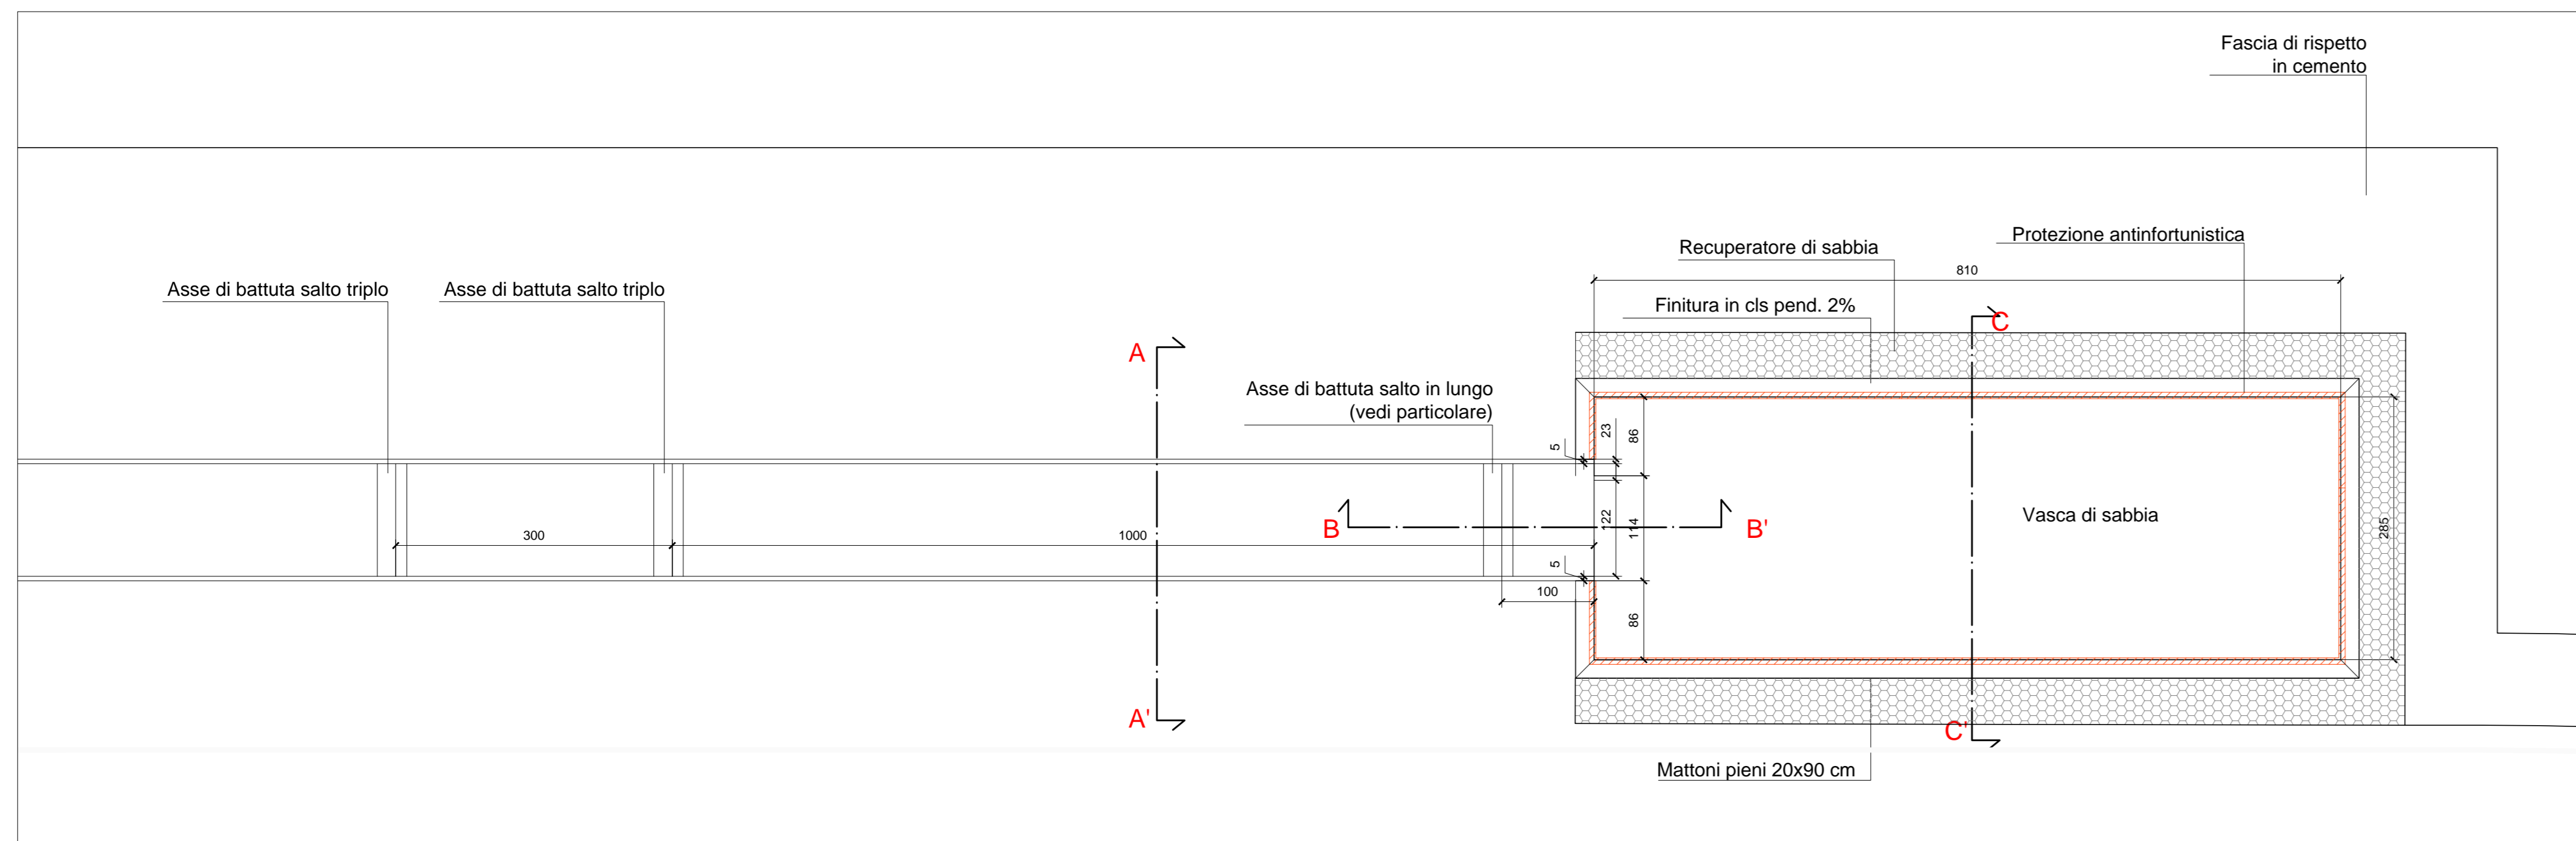 Fascia di rispetto
in cemento
Protezione antinfortunistica
Recuperatore di sabbia
810
Asse di battuta salto triplo
Asse di battuta salto triplo
Finitura in cls pend. 2%
C
A
Asse di battuta salto in lungo
(vedi particolare)
5
23
86
300
1000
B
122
114
B'
Vasca di sabbia
285
5
100
86
A'
C'
Mattoni pieni 20x90 cm